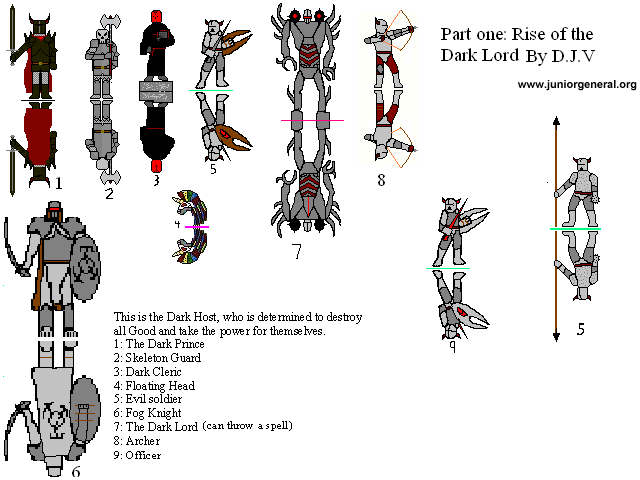 Part one: Rise of the
Dark Lord By D.J.V
www.juniorgeneral.org
1
2
3
5
4
7
8
9
5
6
This is the Dark Host, who is determined to destroy
all Good and take the power for themselves.
1: The Dark Prince
2: Skeleton Guard
3: Dark Cleric
4: Floating Head
5: Evil soldier
6: Fog Knight
7: The Dark Lord (can throw a spell)
8: Archer
9: Officer